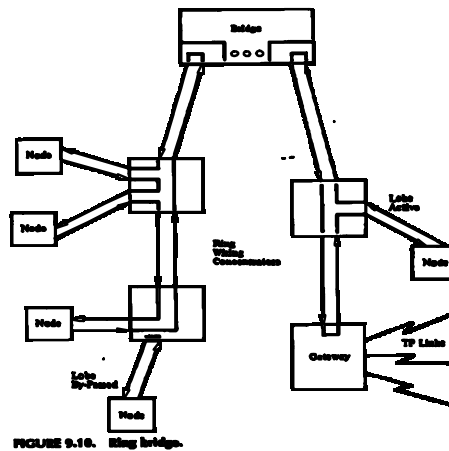 Bridge
Node
Node
Lobe
Active
Ring
Wiring
Concentrators
Node
Node
Gateway
TP Links
Lobe
By-Passed
Node
FIGURE 9.10. Ring bridge.